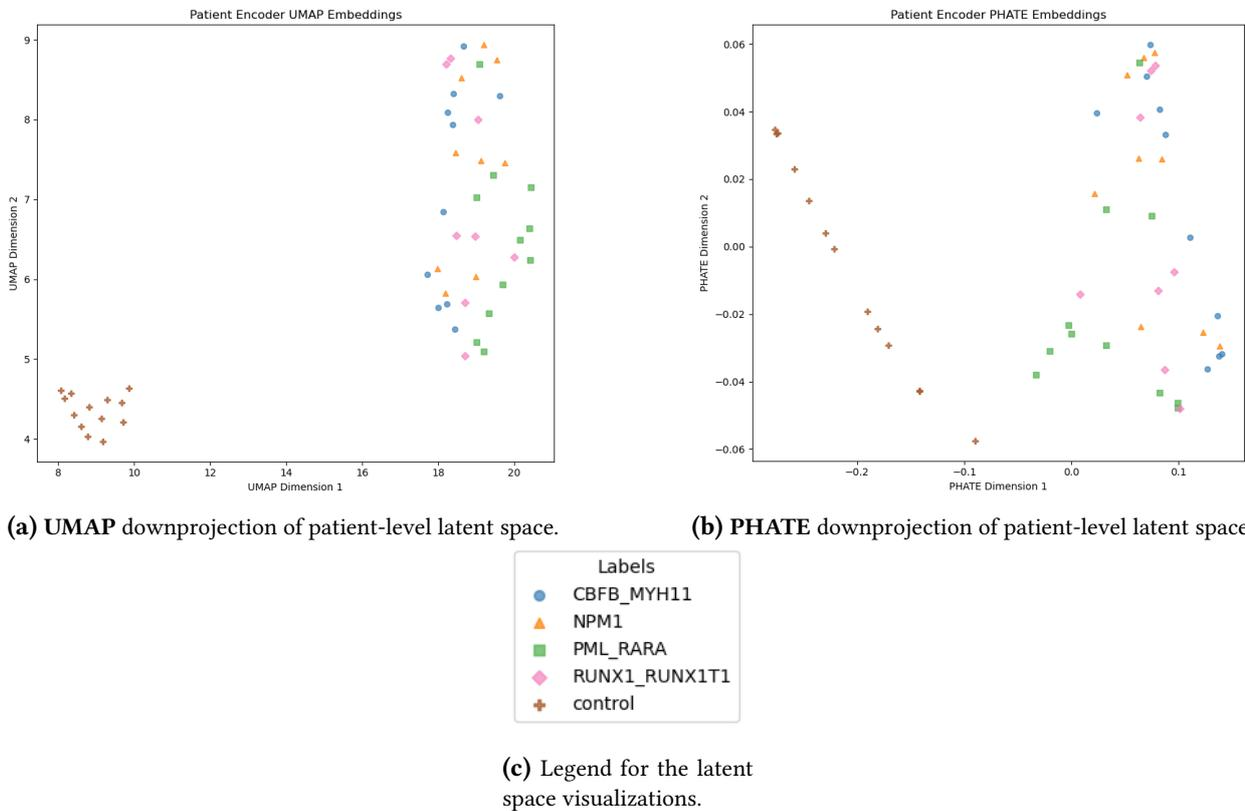 Patient Encoder UMAP Embeddings
9
8
7
6
5
4
UMAP Dimension 2
8 10 12 14 16 18 20
UMAP Dimension 1
(a) UMAP downprojection of patient-level latent space.
Patient Encoder PHATE Embeddings
0.06
0.04
0.02
0.00
−0.02
−0.04
−0.06
PHATE Dimension 2
−0.2 −0.1 0.0 0.1
PHATE Dimension 1
(b) PHATE downprojection of patient-level latent space
Labels
CBFB_MYH11
NPM1
PML_RARA
RUNX1_RUNX1T1
control
(c) Legend for the latent
space visualizations.